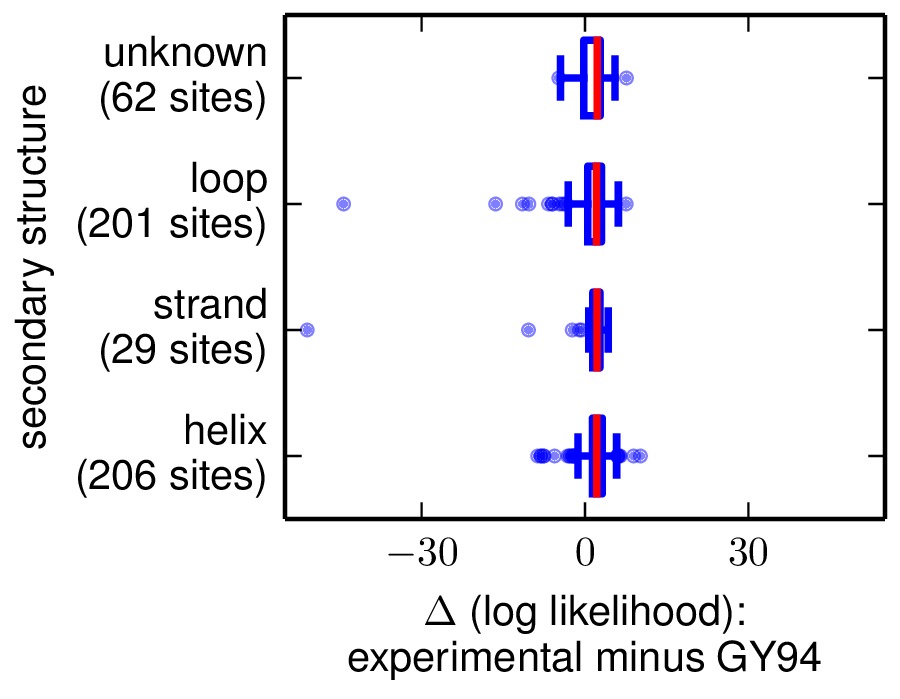 secondary structure
unknown
(62 sites)
loop
(201 sites)
strand
(29 sites)
helix
(206 sites)
−30 0 30
Δ (log likelihood):
experimental minus GY94